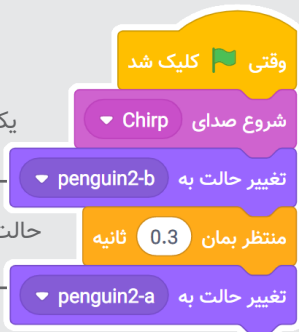 وقتی کلیک شد
شروع صدای Chirp
تغییر حالت به penguin2-b
منتظر بمان 0.3 ثانیه
حالت
تغییر حالت به penguin2-a